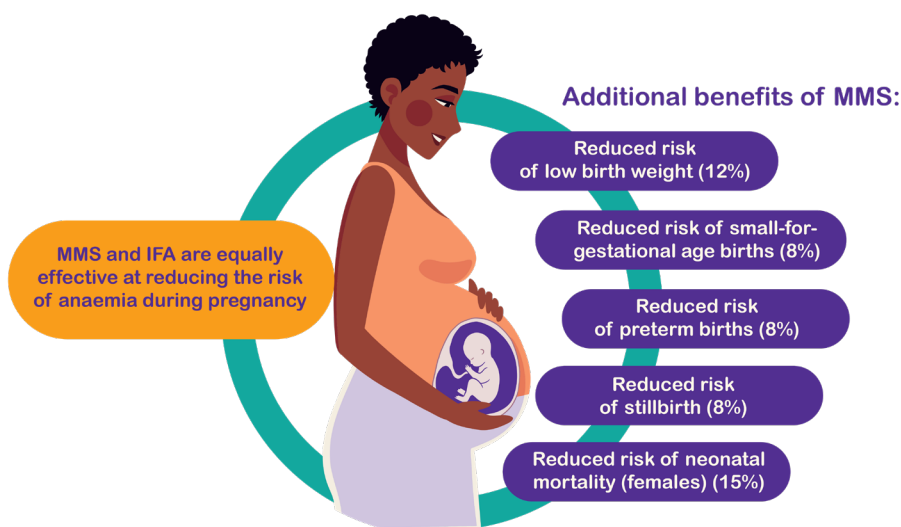 Additional benefits of MMS:
MMS and IFA are equally
effective at reducing the risk
of anaemia during pregnancy
Reduced risk
of low birth weight (12%)
Reduced risk of small-for-
gestational age births (8%)
Reduced risk
of preterm births (8%)
Reduced risk
of stillbirth (8%)
Reduced risk of neonatal
mortality (females) (15%)